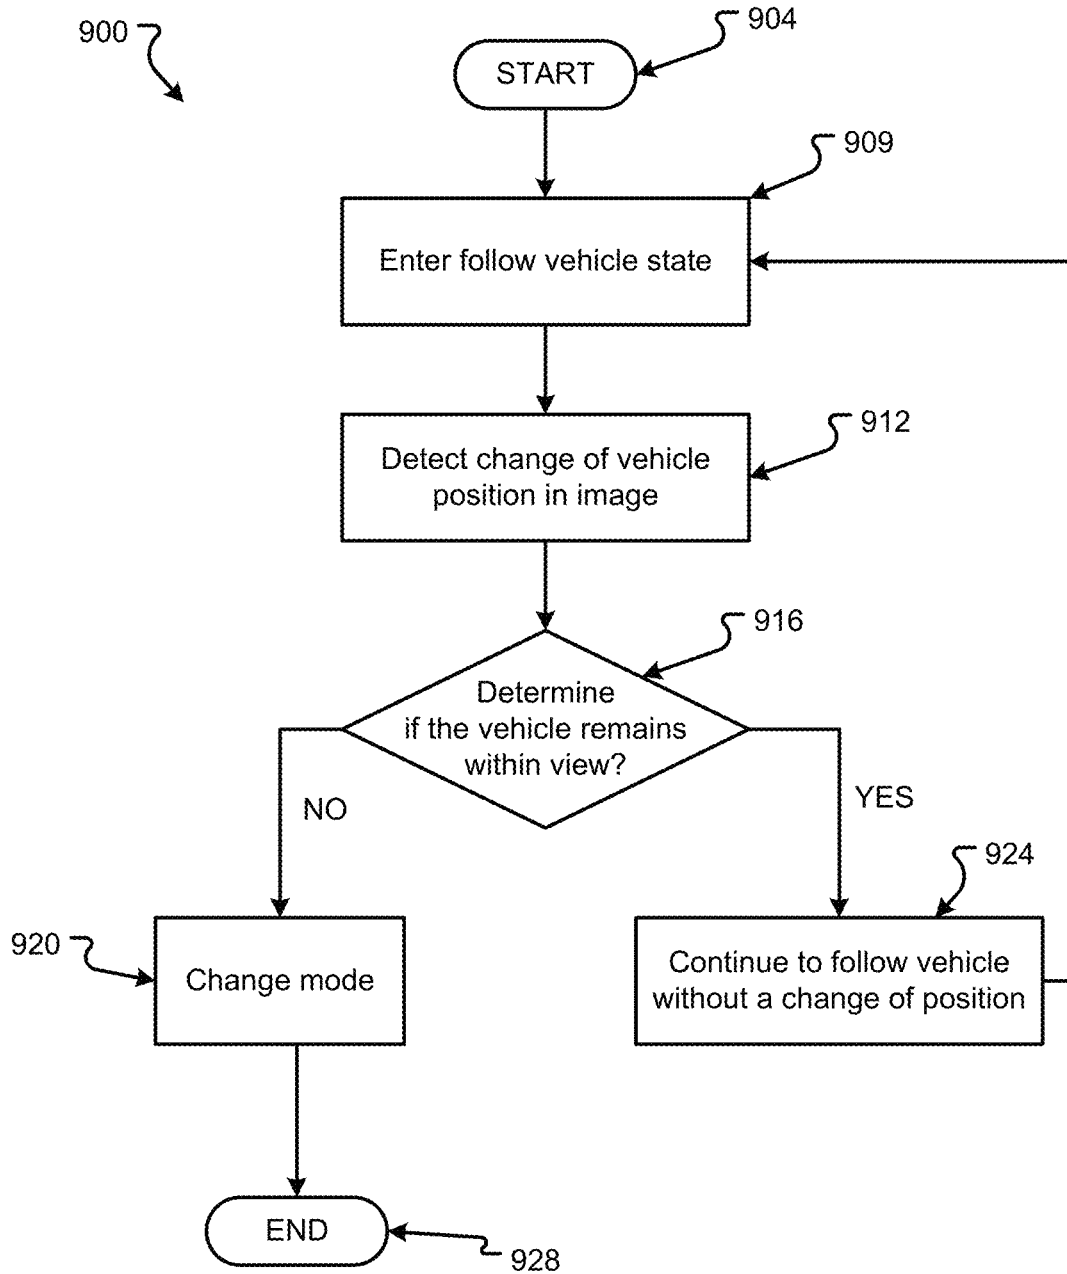 900
904
START
909
Enter follow vehicle state
912
Detect change of vehicle
position in image
916
Determine
if the vehicle remains
within view?
NO
YES
924
920
Change mode
Continue to follow vehicle
without a change of position
END
928